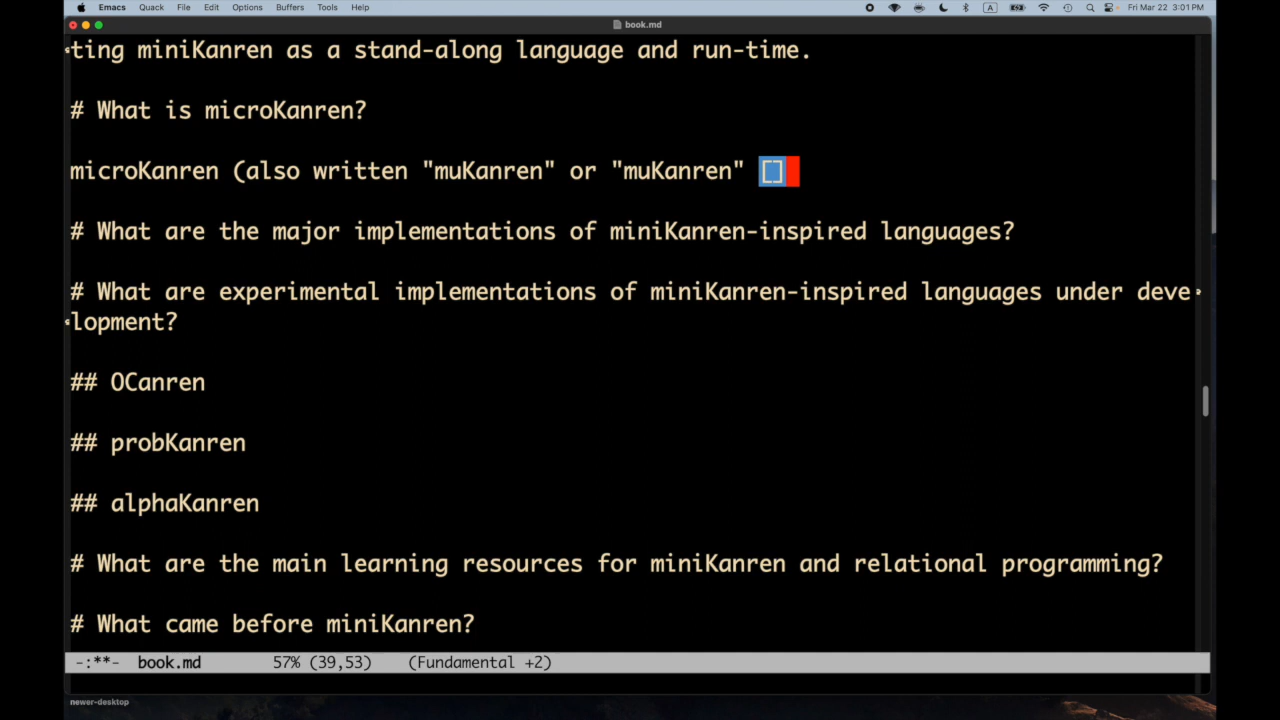 Emacs Quack File Edit Options Buffers Tools Help A Fri Mar 22 3:01 PM
book.md
ting miniKanren as a stand-along language and run-time.
# What is microKanren?
microKanren (also written "muKanren" or "muKanren" []
# What are the major implementations of miniKanren-inspired languages?
# What are experimental implementations of miniKanren-inspired languages under deve
lopment?
## OCanren
## probKanren
## alphaKanren
# What are the main learning resources for miniKanren and relational programming?
# What came before miniKanren?
-:**- book.md 57% (39,53) (Fundamental +2)
newer-desktop